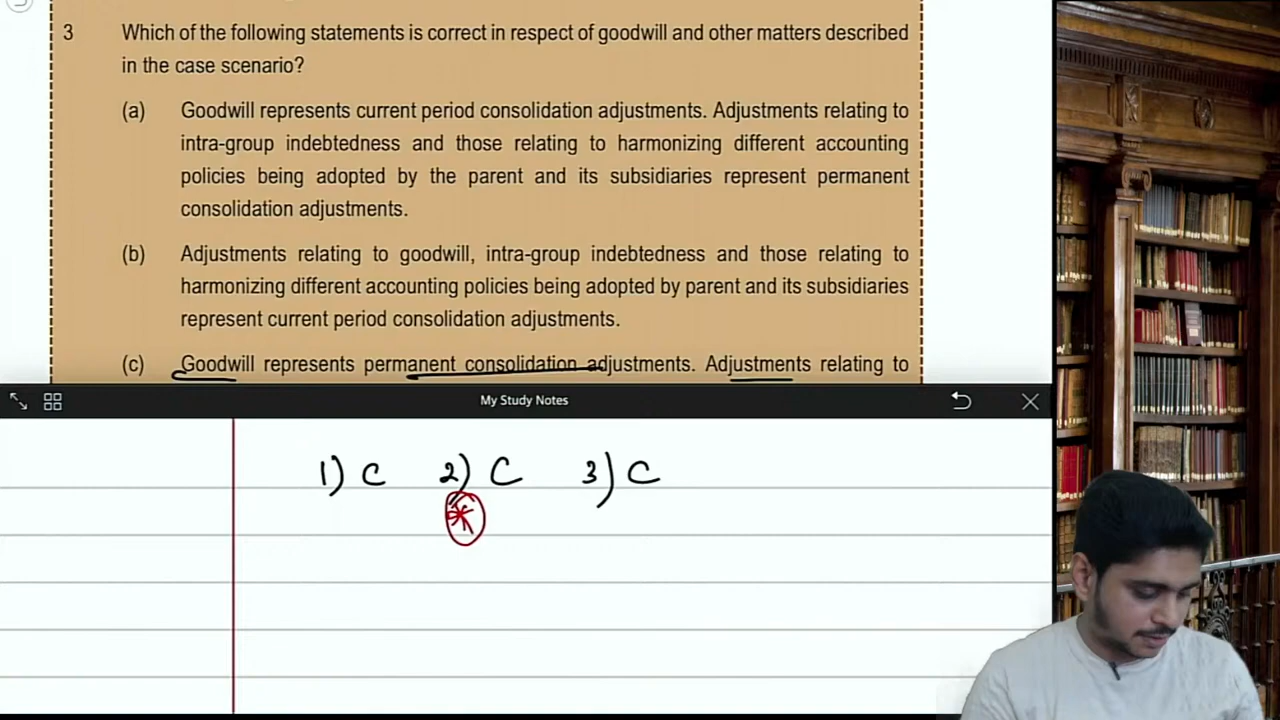 3 Which of the following statements is correct in respect of goodwill and other matters described
in the case scenario?
(a) Goodwill represents current period consolidation adjustments. Adjustments relating to
intra-group indebtedness and those relating to harmonizing different accounting
policies being adopted by the parent and its subsidiaries represent permanent
consolidation adjustments.
(b) Adjustments relating to goodwill, intra-group indebtedness and those relating to
harmonizing different accounting policies being adopted by parent and its subsidiaries
represent current period consolidation adjustments.
(c) Goodwill represents permanent consolidation adjustments. Adjustments relating to
My Study Notes
1) C 2) C 3) C